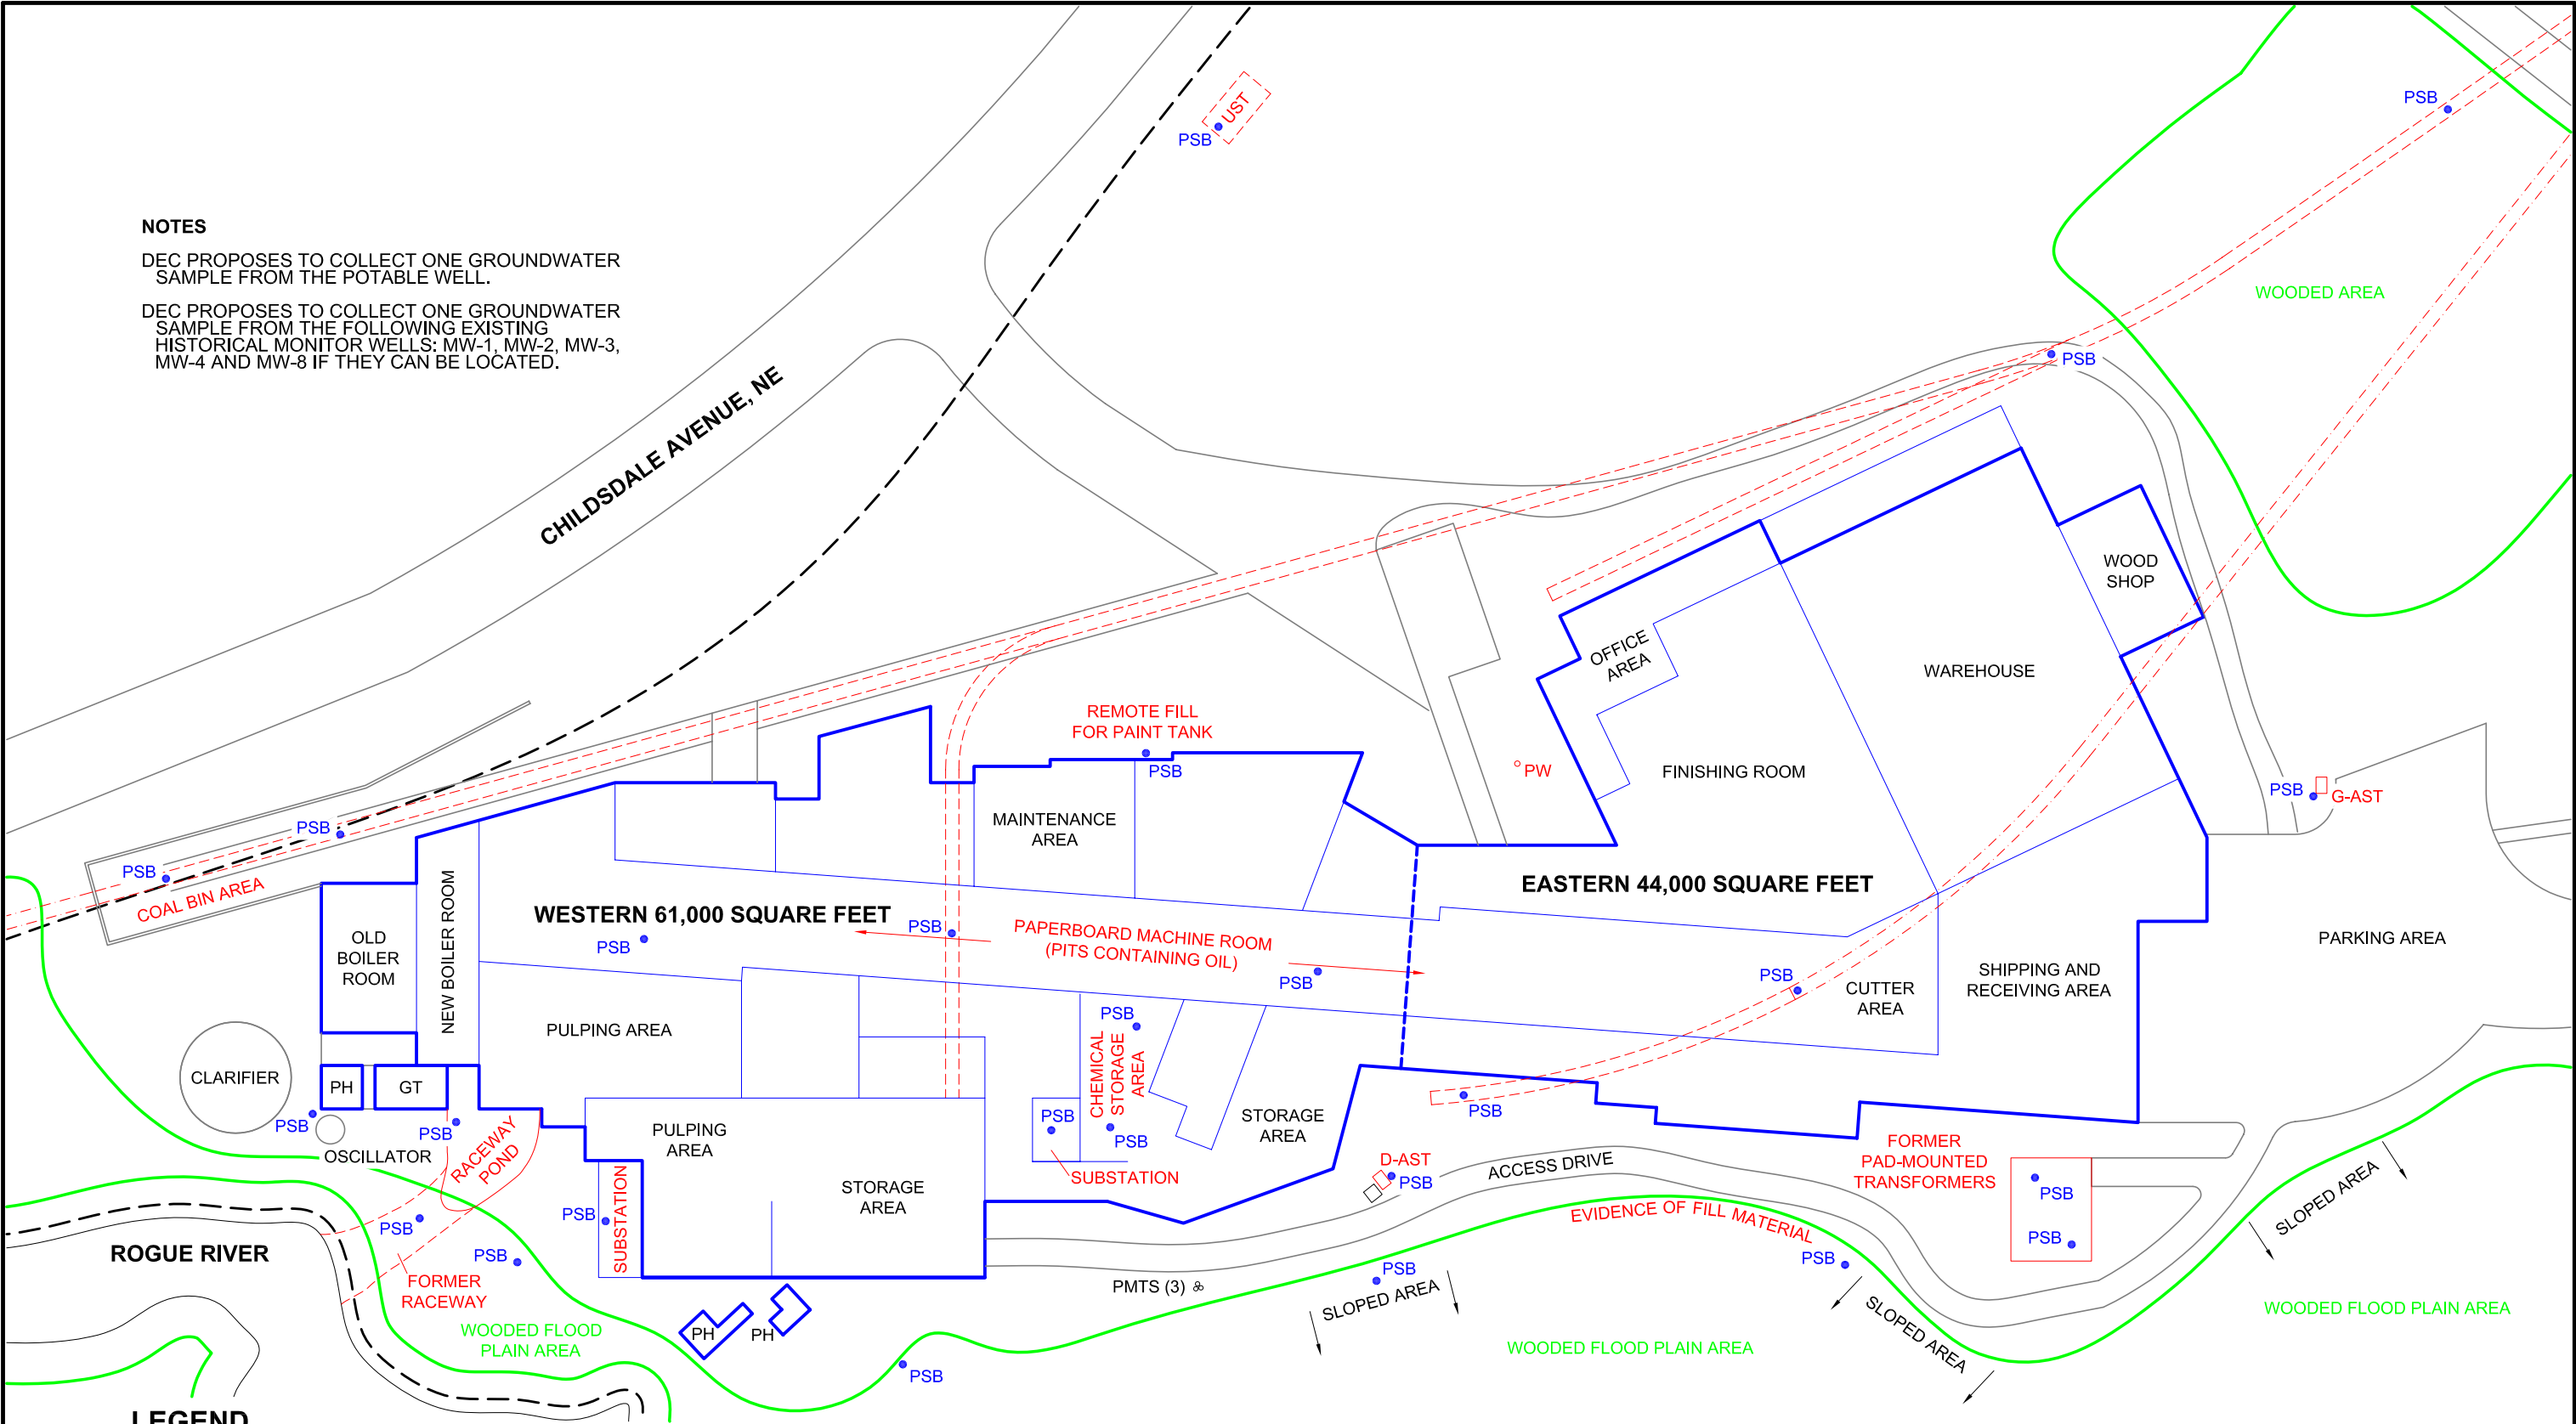 PSB
UST
PSB
NOTES
DEC PROPOSES TO COLLECT ONE GROUNDWATER
SAMPLE FROM THE POTABLE WELL.
DEC PROPOSES TO COLLECT ONE GROUNDWATER
SAMPLE FROM THE FOLLOWING EXISTING
HISTORICAL MONITOR WELLS: MW-1, MW-2, MW-3,
MW-4 AND MW-8 IF THEY CAN BE LOCATED.
WOODED AREA
PSB
CHILDSDALE AVENUE, NE
WOOD
SHOP
OFFICE
AREA
WAREHOUSE
REMOTE FILL
FOR PAINT TANK
PSB
PW
FINISHING ROOM
PSB
G-AST
MAINTENANCE
AREA
PSB
PSB
COAL BIN AREA
NEW BOILER ROOM
WESTERN 61,000 SQUARE FEET
EASTERN 44,000 SQUARE FEET
PSB
PSB
PAPERBOARD MACHINE ROOM
(PITS CONTAINING OIL)
PSB
PSB
OLD
BOILER
ROOM
PARKING AREA
SHIPPING AND
RECEIVING AREA
CUTTER
AREA
PULPING AREA
PSB
CHEMICAL
STORAGE
AREA
CLARIFIER
PH
GT
PSB
PSB
PSB
PSB
PSB
STORAGE
AREA
PULPING
AREA
RACEWAY
POND
OSCILLATOR
SUBSTATION
D-AST
PSB
ACCESS DRIVE
FORMER
PAD-MOUNTED
TRANSFORMERS
PSB
PSB
SLOPED AREA
STORAGE
AREA
SUBSTATION
PSB
PSB
PSB
EVIDENCE OF FILL MATERIAL
PSB
ROGUE RIVER
FORMER
RACEWAY
PMTS (3)
PSB
SLOPED AREA
SLOPED AREA
WOODED FLOOD PLAIN AREA
WOODED FLOOD
PLAIN AREA
PH
PH
WOODED FLOOD PLAIN AREA
PSB
LEGEND